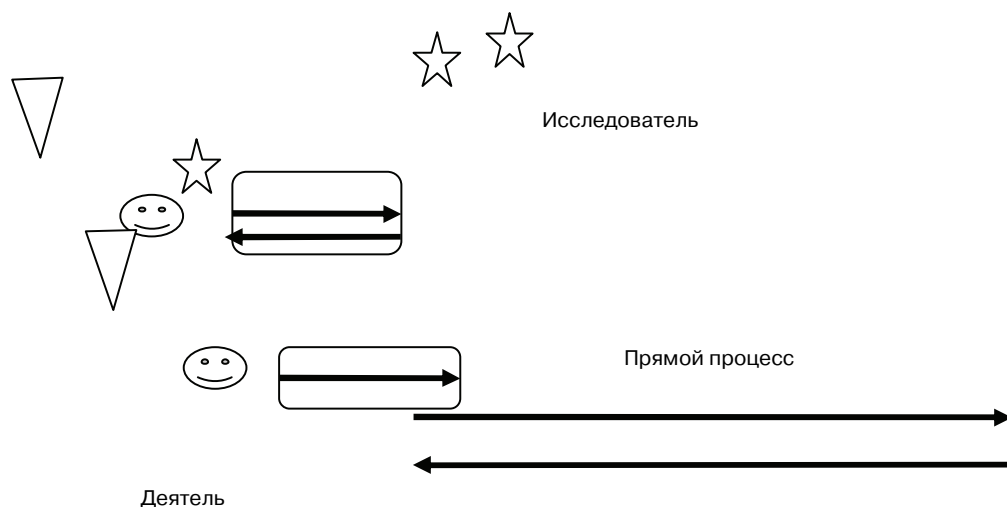 Исследователь
Прямой процесс
Деятель